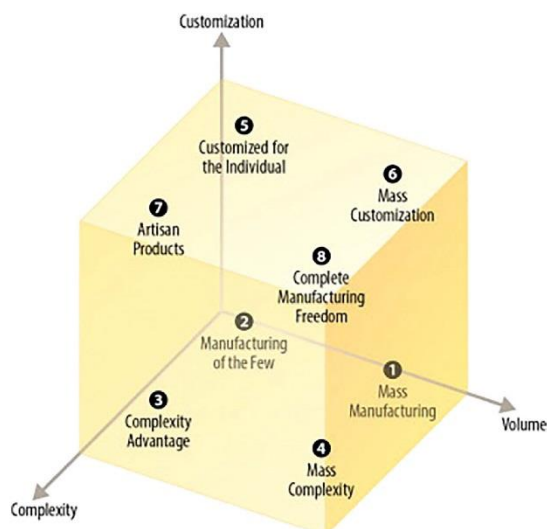 Customization
5
Customized for
the Individual
6
Mass
Customization
7
Artisan
Products
8
Complete
Manufacturing
Freedom
2
Manufacturing
of the Few
1
Mass
Manufacturing
3
Complexity
Advantage
Volume
4
Mass
Complexity
Complexity